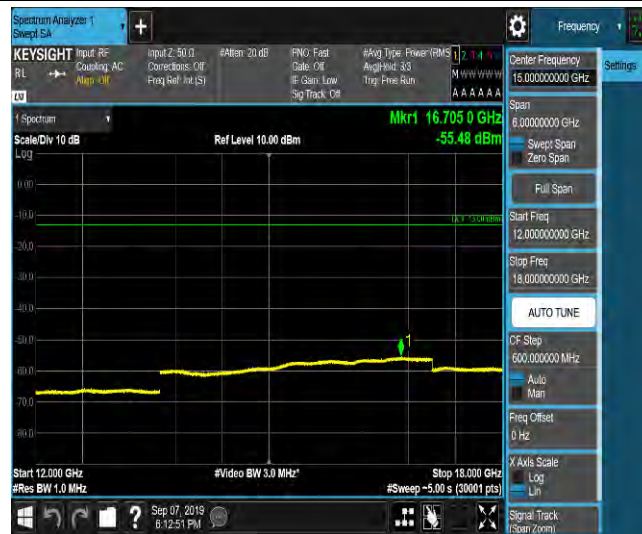 Spectrum Analyzer 1
Swept SA
+
Frequency
KEYSIGHT
Input: RF
Coupling: AC
Align: Off
Input Z: 50 Ω
Corrections: Off
Freq Ref: Int (S)
#Atten: 20 dB
PNO: Fast
Gate: Off
IF Gain: Low
Sig Track: Off
#Avg Type: Power (RMS
Avg|Hold: 3/3
Trig: Free Run
M W W W W W
A A A A A A
RL
1 Spectrum
Scale/Div 10 dB
Log
Ref Level 10.00 dBm
Mkr1 16.705 0 GHz
-55.48 dBm
0.00
-10.0
-20.0
-30.0
-40.0
-50.0
-60.0
-70.0
-80.0
1
Start 12.000 GHz
#Res BW 1.0 MHz
#Video BW 3.0 MHz*
Stop 18.000 GHz
#Sweep ~5.00 s (30001 pts)
Sep 07, 2019
6:12:51 PM
Center Frequency
15.000000000 GHz
Settings
Span
6.00000000 GHz
Swept Span
Zero Span
Full Span
Start Freq
12.000000000 GHz
Stop Freq
18.000000000 GHz
AUTO TUNE
CF Step
600.000000 MHz
Auto
Man
Freq Offset
0 Hz
X Axis Scale
Log
Lin
Signal Track
(Span Zoom)